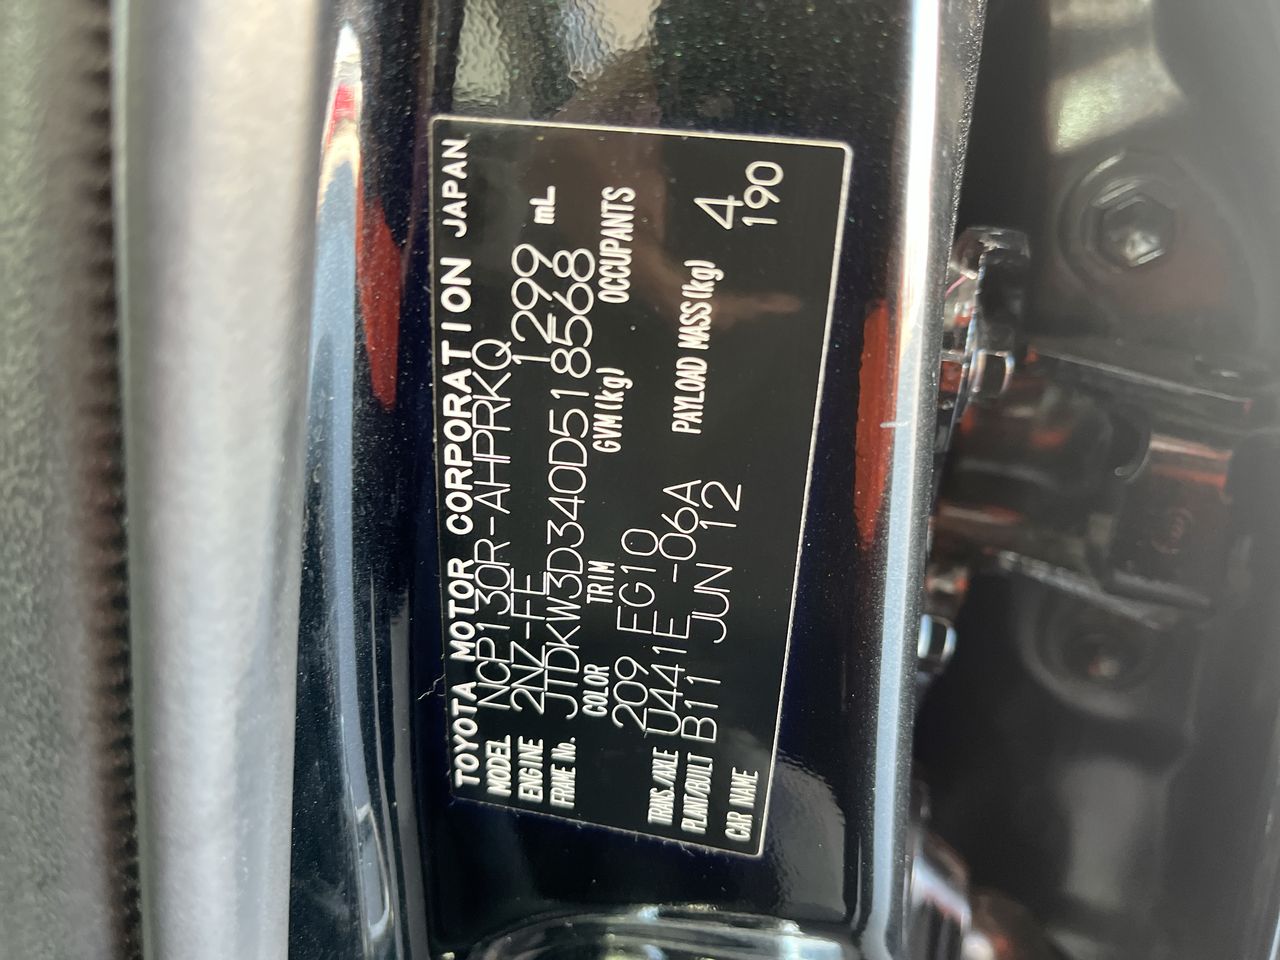 TOYOTA MOTOR CORPORATION JAPAN
MODEL NCP130R-AHPRKQ
ENGINE 2NZ-FE 1299 mL
FRAME No. JTDKW3D340D518568
COLOR TRIM GVM(kg) OCCUPANTS
209 FG10
TRANS./AXLE U441E -06A PAYLOAD MASS(kg) 4
PLANT/BUILT B11 JUN 12 190
CAR NAME